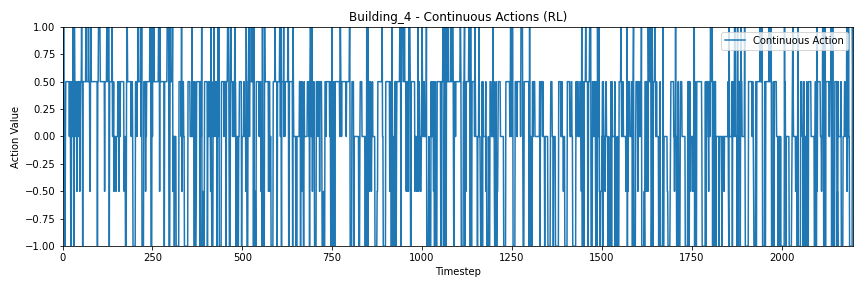 Building_4 - Continuous Actions (RL)
Continuous Action
Action Value
1.00
0.75
0.50
0.25
0.00
−0.25
−0.50
−0.75
−1.00
0 250 500 750 1000 1250 1500 1750 2000
Timestep